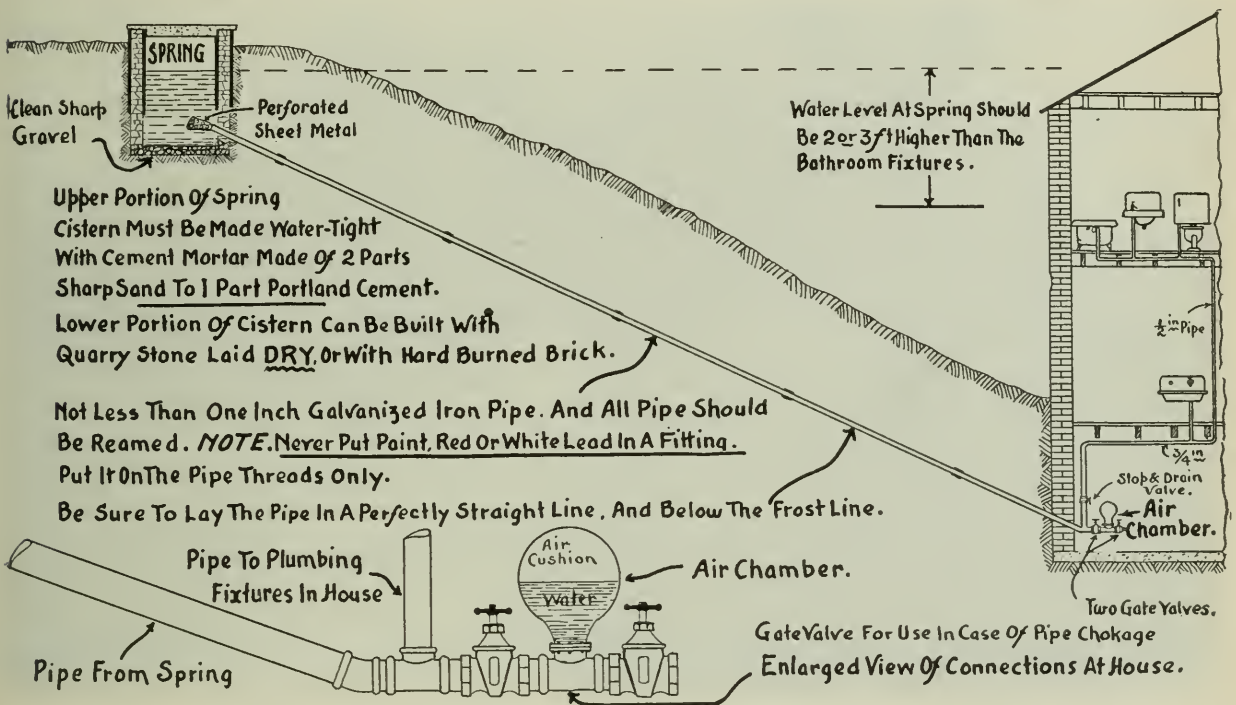 SPRING
Clean Sharp
Gravel
Perforated
Sheet Metal
Water Level At Spring Should
Be 2 or 3 ft Higher Than The
Bathroom Fixtures.
Upper Portion Of Spring
Cistern Must Be Made Water-Tight
With Cement Mortar Made Of 2 Parts
Sharp Sand To 1 Part Portland Cement.
Lower Portion Of Cistern Can Be Built With
Quarry Stone Laid DRY, Or With Hard Burned Brick.
1/2 in Pipe
Not Less Than One Inch Galvanized Iron Pipe. And All Pipe Should
Be Reamed. NOTE. Never Put Paint, Red Or White Lead In A Fitting.
Put It On The Pipe Threads Only.
Be Sure To Lay The Pipe In A Perfectly Straight Line, And Below The Frost Line.
3/4 in
Stop & Drain
Valve.
Air
Chamber.
Two Gate Valves.
Pipe To Plumbing
Fixtures In House
Air
Cushion
Water
Air Chamber.
Gate Valve For Use In Case Of Pipe Chokage
Enlarged View Of Connections At House.
Pipe From Spring